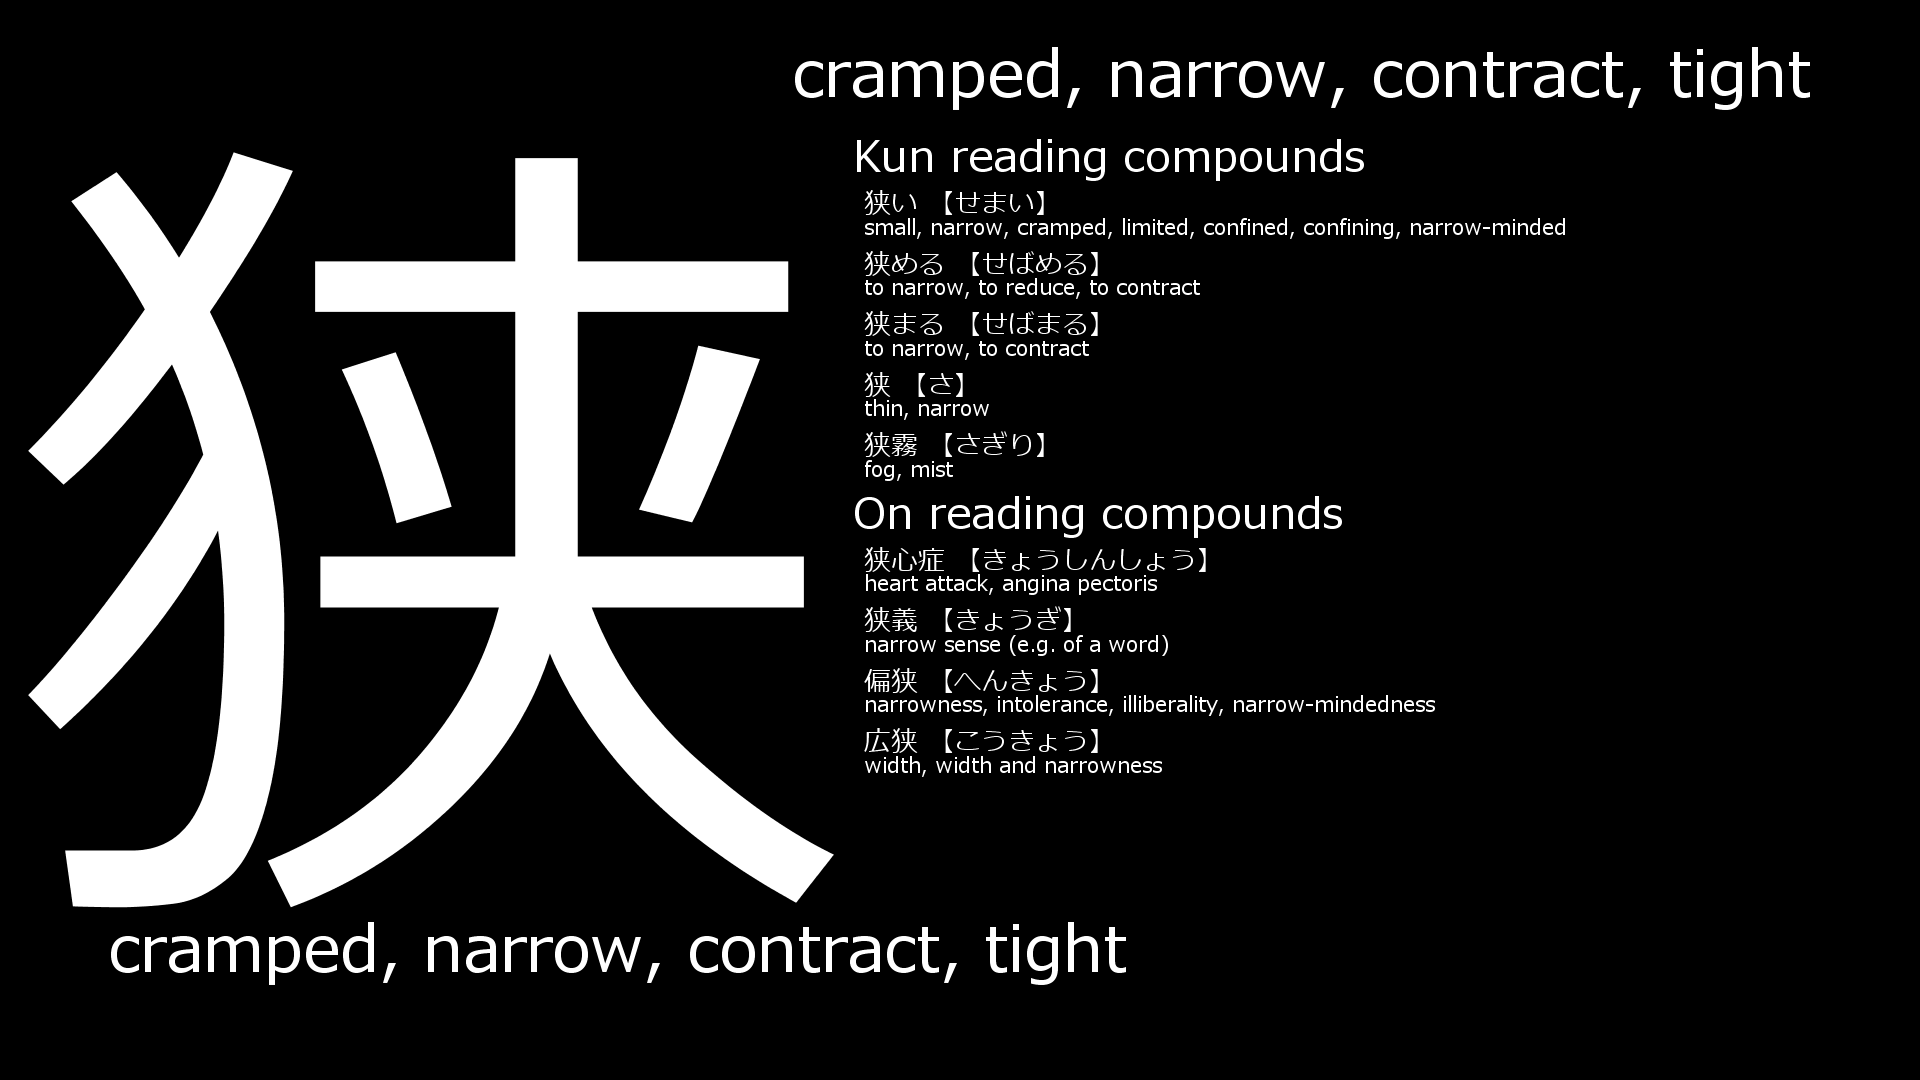 cramped, narrow, contract, tight
狭
Kun reading compounds
狭い 【せまい】
small, narrow, cramped, limited, confined, confining, narrow-minded
狭める 【せばめる】
to narrow, to reduce, to contract
狭まる 【せばまる】
to narrow, to contract
狭 【さ】
thin, narrow
狭霧 【さぎり】
fog, mist
On reading compounds
狭心症 【きょうしんしょう】
heart attack, angina pectoris
狭義 【きょうぎ】
narrow sense (e.g. of a word)
偏狭 【へんきょう】
narrowness, intolerance, illiberality, narrow-mindedness
広狭 【こうきょう】
width, width and narrowness
cramped, narrow, contract, tight